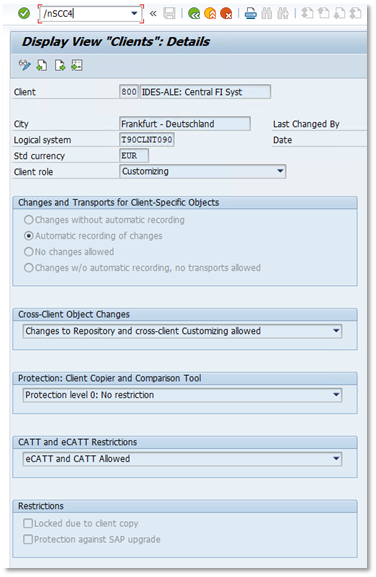 /nSCC4
Display View "Clients": Details
Client 800 IDES-ALE: Central FI Syst
City Frankfurt - Deutschland Last Changed By
Logical system T90CLNT090 Date
Std currency EUR
Client role Customizing
Changes and Transports for Client-Specific Objects
Changes without automatic recording
Automatic recording of changes
No changes allowed
Changes w/o automatic recording, no transports allowed
Cross-Client Object Changes
Changes to Repository and cross-client Customizing allowed
Protection: Client Copier and Comparison Tool
Protection level 0: No restriction
CATT and eCATT Restrictions
eCATT and CATT Allowed
Restrictions
Locked due to client copy
Protection against SAP upgrade